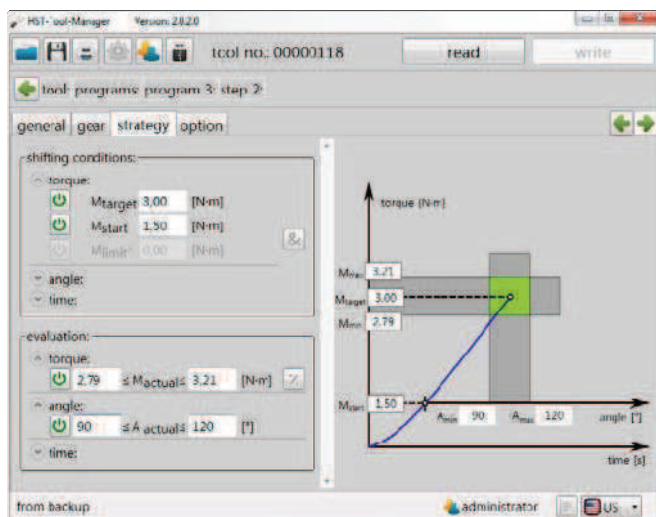 HST-Tool-Manager Version: 2.0.2.0
tool no.: 00000118 read write
tool: programs: program 3: step 2:
general gear strategy option
shifting conditions:
torque:
Mtarget 3,00 [N·m]
Mstart 1,50 [N·m]
Mlimit 0,00 [N·m]
&
angle:
time:
evaluation:
torque:
2,79 ≤ Mactual ≤ 3,21 [N·m] %
angle:
90 ≤ A actual ≤ 120 [°]
time:
torque [N·m]
Mmax 3.21
Mtarget 3.00
Mmin 2.79
Mstart 1.50
Amin 90 Amax 120 angle [°]
time [s]
from backup administrator US